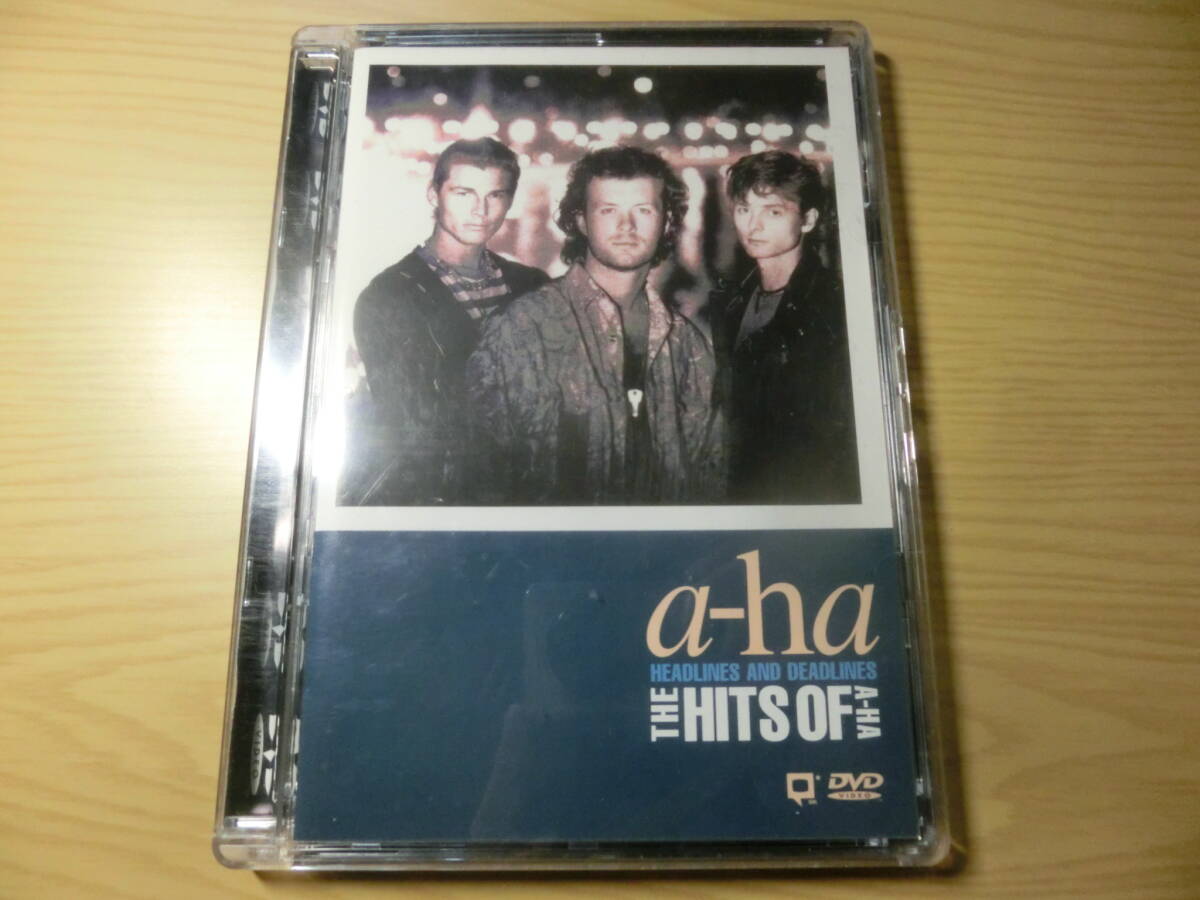 a-ha
HEADLINES AND DEADLINES
THE HITS OF A-HA
DVD
VIDEO